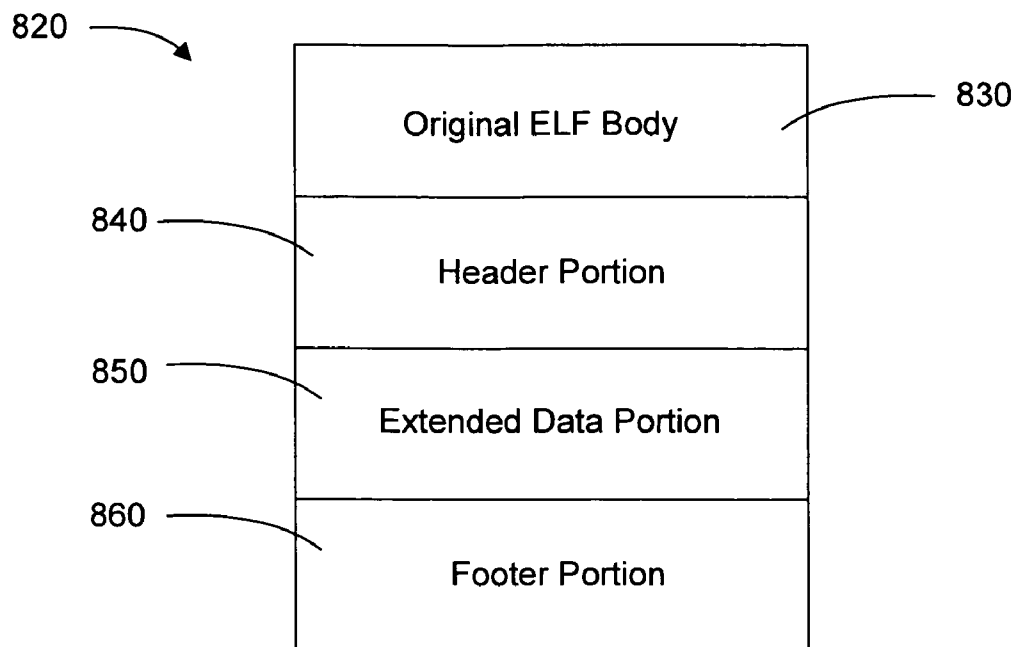 820
830
Original ELF Body
840
Header Portion
850
Extended Data Portion
860
Footer Portion